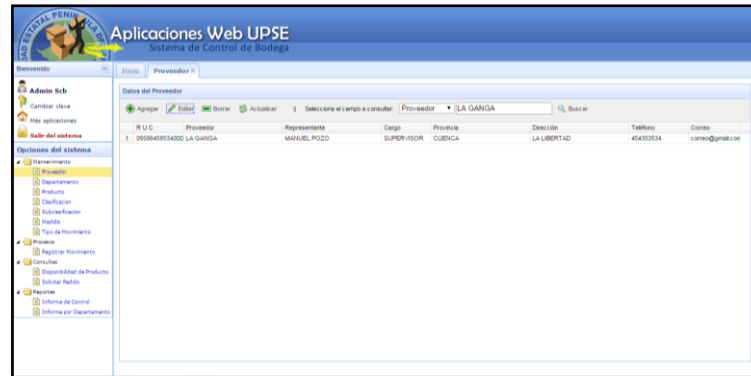 Aplicaciones Web UPSE
Sistema de Control de Bodega
Bienvenido
Admin Scb
Cambiar clave
Más aplicaciones
Salir del sistema
Opciones del sistema
Mantenimiento
Proveedor
Departamento
Producto
Clasificacion
Subclasificacion
Medida
Tipo de Movimiento
Procesos
Registrar Movimiento
Consultas
Disponibilidad de Producto
Solicitar Pedido
Reportes
Informe de Control
Informe por Departamento
Inicio Proveedor ×
Datos del Proveedor
Agregar Editar Borrar Actualizar | Seleccione el campo a consultar: Proveedor LA GANGA Buscar
R.U.C Proveedor Representante Cargo Provincia Dirección Teléfono Correo
1 LA GANGA MANUEL POZO SUPERVISOR CUENCA LA LIBERTAD 454353534 correo@gmail.con